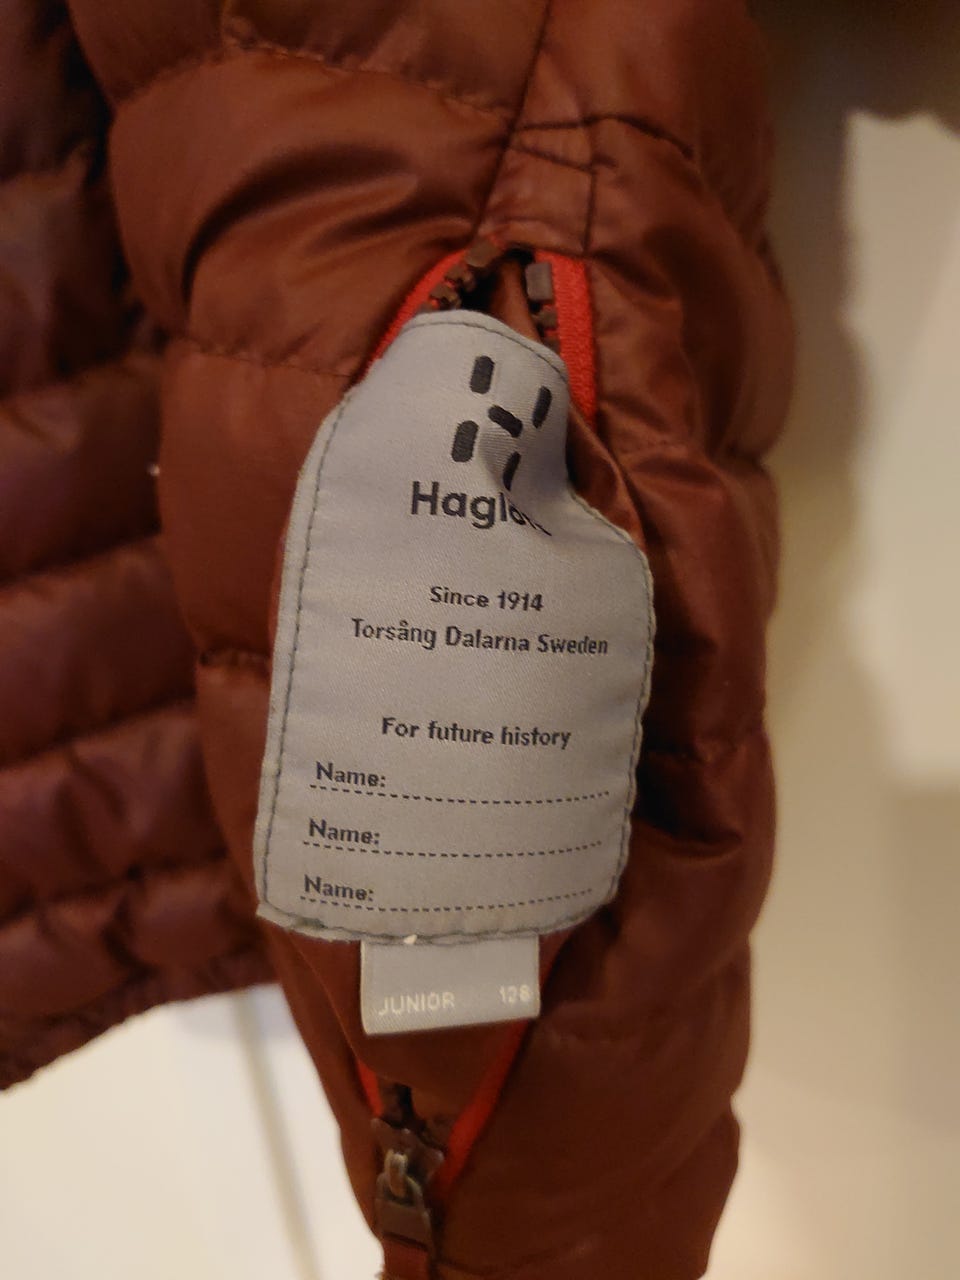 Since 1914
Torsång Dalarna Sweden
For future history
Name:
Name:
Name:
JUNIOR 128